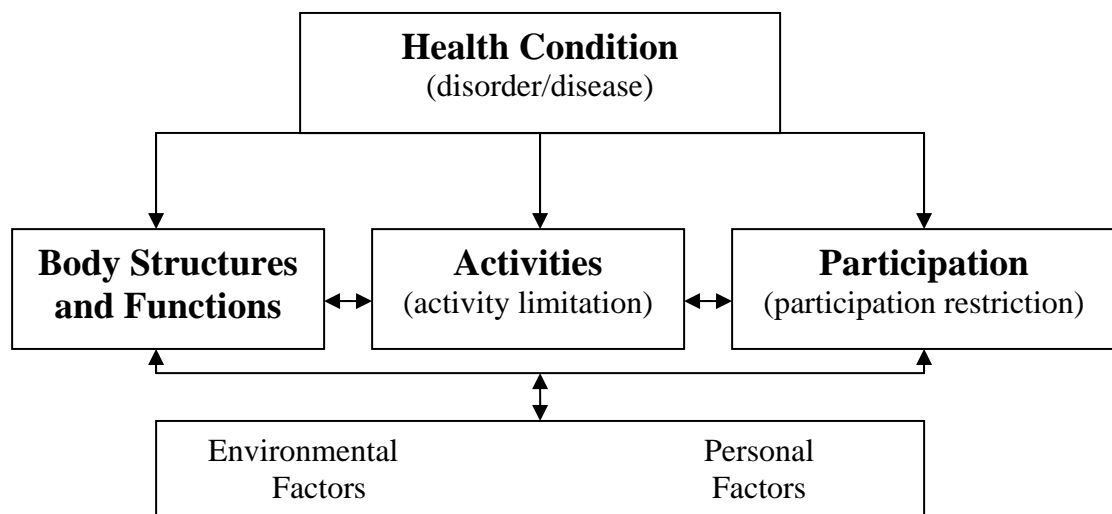 Health Condition
(disorder/disease)
Body Structures
and Functions
Activities
(activity limitation)
Participation
(participation restriction)
Environmental
Factors
Personal
Factors